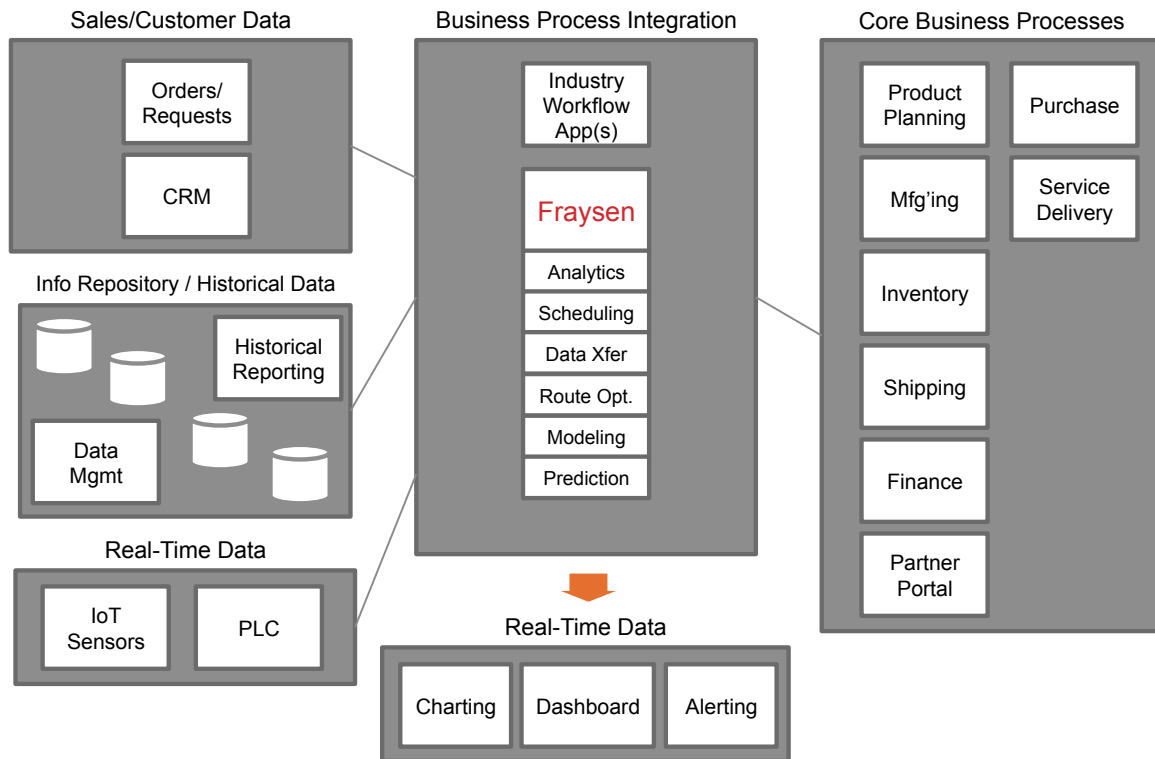 Sales/Customer Data
Orders/
Requests
CRM
Info Repository / Historical Data
Historical
Reporting
Data
Mgmt
Real-Time Data
IoT
Sensors
PLC
Business Process Integration
Industry
Workflow
App(s)
Fraysen
Analytics
Scheduling
Data Xfer
Route Opt.
Modeling
Prediction
Real-Time Data
Charting
Dashboard
Alerting
Core Business Processes
Product
Planning
Purchase
Mfg’ing
Service
Delivery
Inventory
Shipping
Finance
Partner
Portal